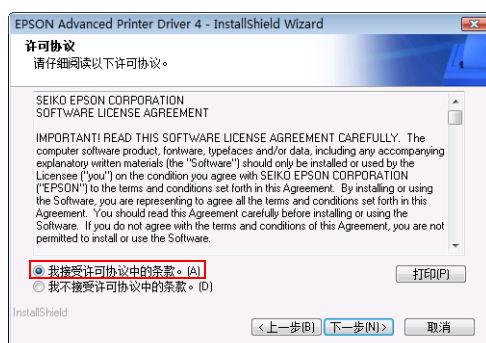 EPSON Advanced Printer Driver 4 - InstallShield Wizard
许可协议
请仔细阅读以下许可协议。
SEIKO EPSON CORPORATION
SOFTWARE LICENSE AGREEMENT
IMPORTANT! READ THIS SOFTWARE LICENSE AGREEMENT CAREFULLY. The
computer software product, fontware, typefaces and/or data, including any accompanying
explanatory written materials (the "Software") should only be installed or used by the
Licensee ("you") on the condition you agree with SEIKO EPSON CORPORATION
("EPSON") to the terms and conditions set forth in this Agreement. By installing or using
the Software, you are representing to agree all the terms and conditions set forth in this
Agreement. You should read this Agreement carefully before installing or using the
Software. If you do not agree with the terms and conditions of this Agreement, you are not
permitted to install or use the Software.
我接受许可协议中的条款。(A)
打印(P)
我不接受许可协议中的条款。(D)
InstallShield
<上一步(B) 下一步(N)> 取消